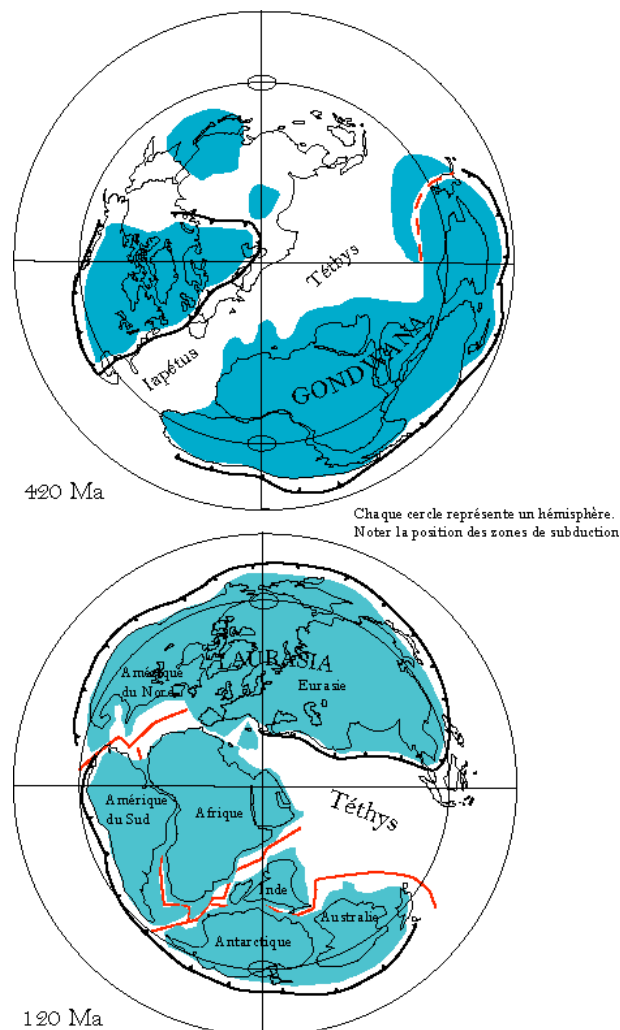 Téthys
Iapétus
GONDWANA
420 Ma
Chaque cercle représente un hémisphère.
Noter la position des zones de subduction
LAURASIA
Amérique
du Nord
Eurasie
Téthys
Amérique
du Sud
Afrique
Inde
Australie
Antarctique
120 Ma